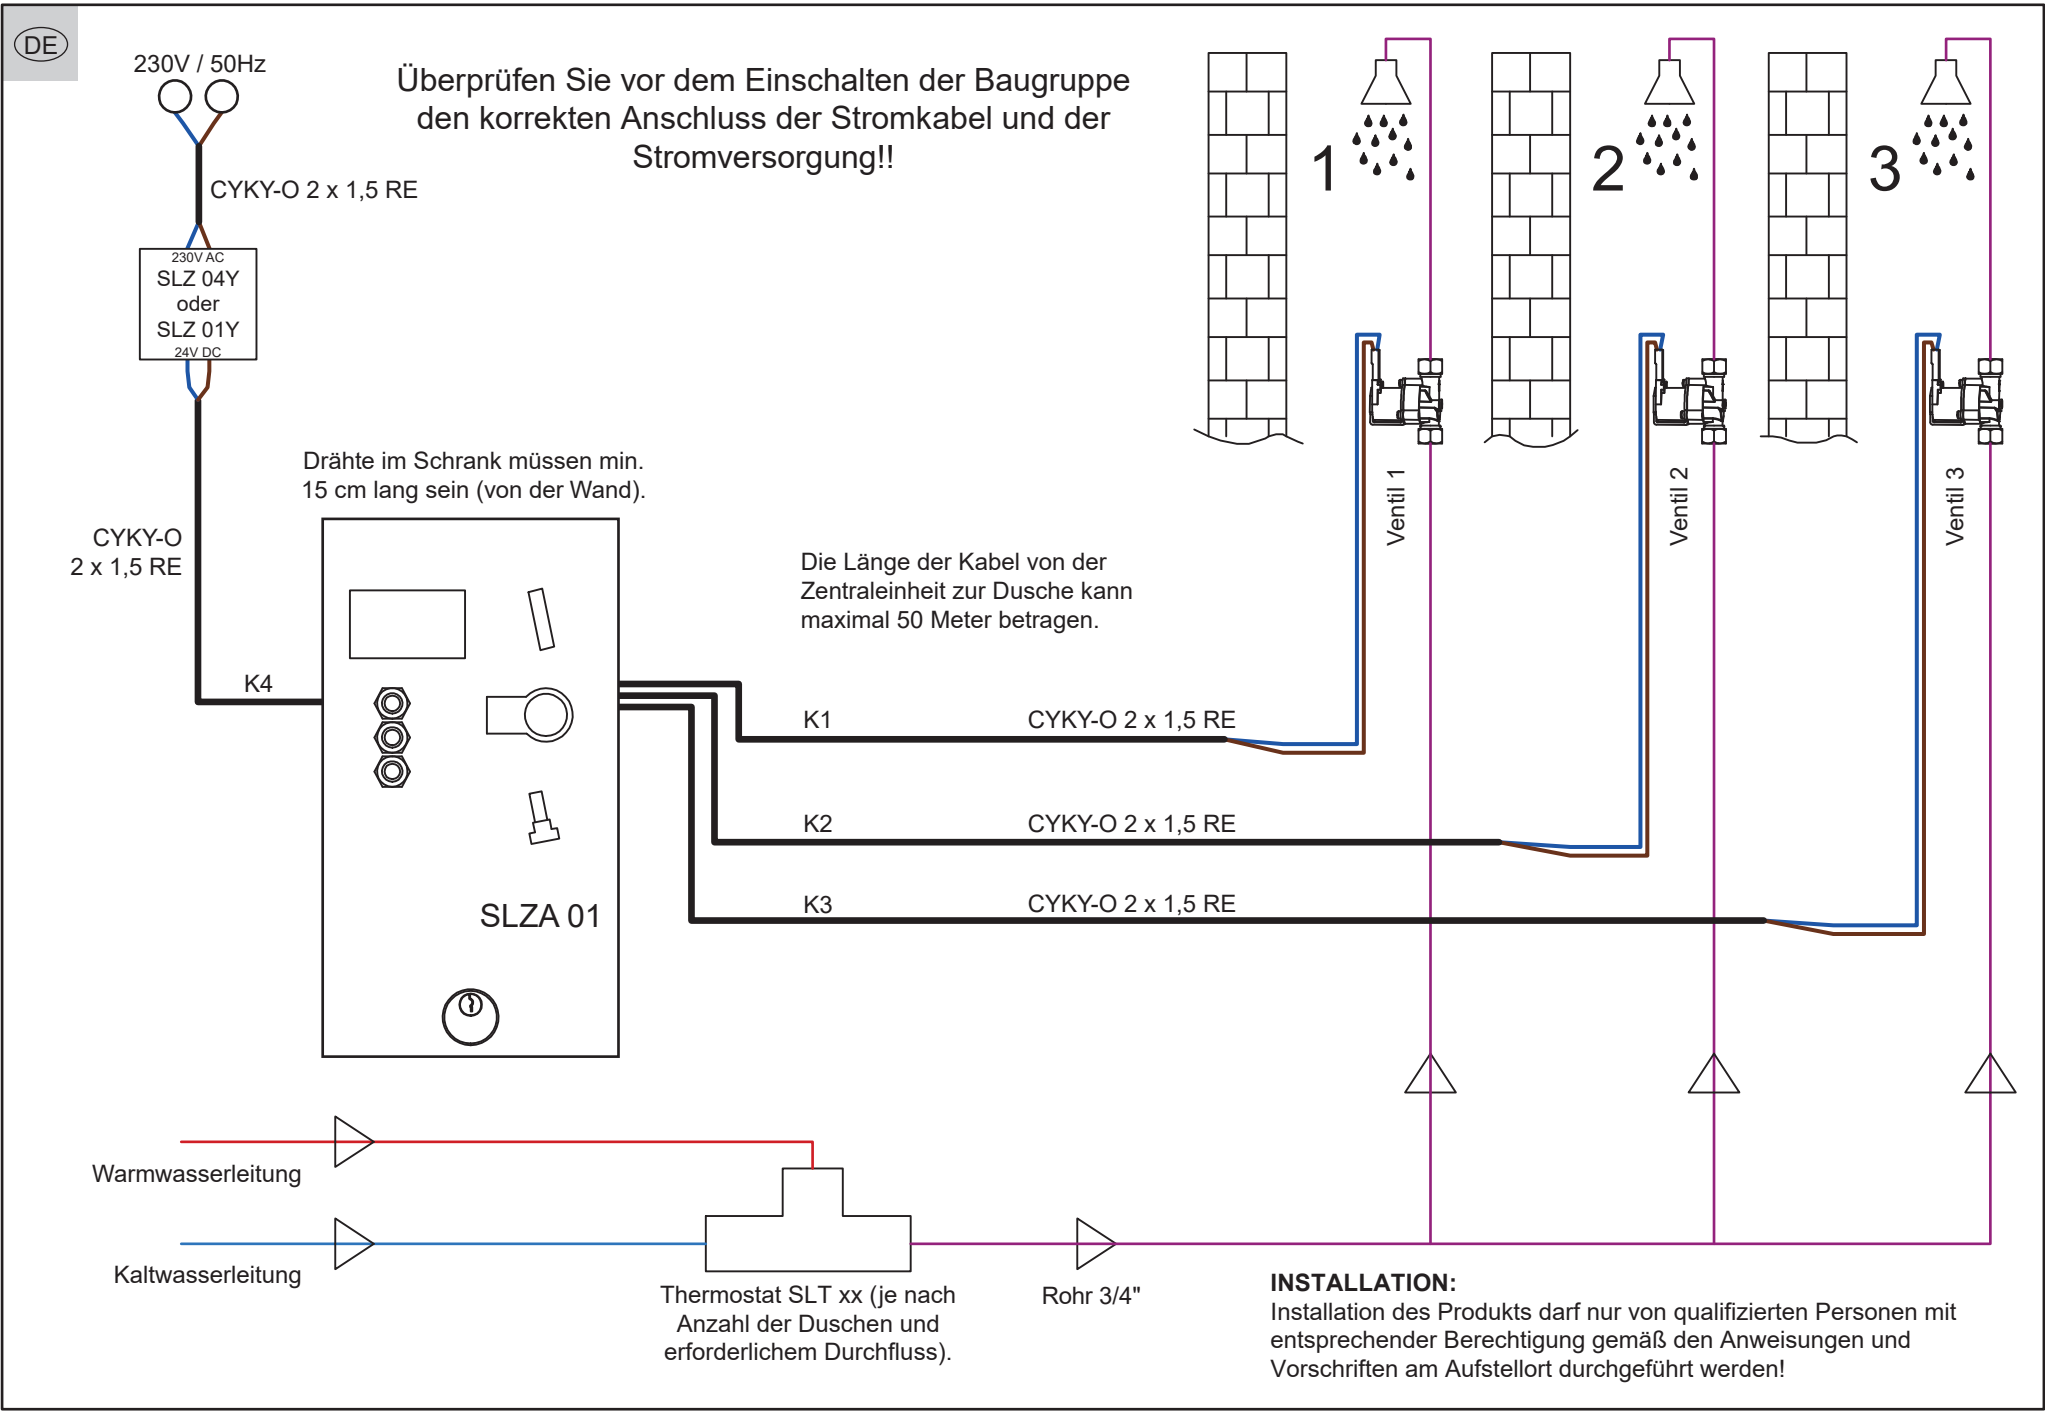 DE
230V / 50Hz
Überprüfen Sie vor dem Einschalten der Baugruppe
den korrekten Anschluss der Stromkabel und der
Stromversorgung!!
1
2
3
CYKY-O 2 x 1,5 RE
230V AC
SLZ 04Y
oder
SLZ 01Y
24V DC
Drähte im Schrank müssen min.
15 cm lang sein (von der Wand).
Ventil 1
Ventil 2
Ventil 3
CYKY-O
2 x 1,5 RE
Die Länge der Kabel von der
Zentraleinheit zur Dusche kann
maximal 50 Meter betragen.
K4
K1
CYKY-O 2 x 1,5 RE
K2
CYKY-O 2 x 1,5 RE
K3
CYKY-O 2 x 1,5 RE
SLZA 01
Warmwasserleitung
Kaltwasserleitung
Thermostat SLT xx (je nach
Anzahl der Duschen und
erforderlichem Durchfluss).
Rohr 3/4"
INSTALLATION:
Installation des Produkts darf nur von qualifizierten Personen mit
entsprechender Berechtigung gemäß den Anweisungen und
Vorschriften am Aufstellort durchgeführt werden!